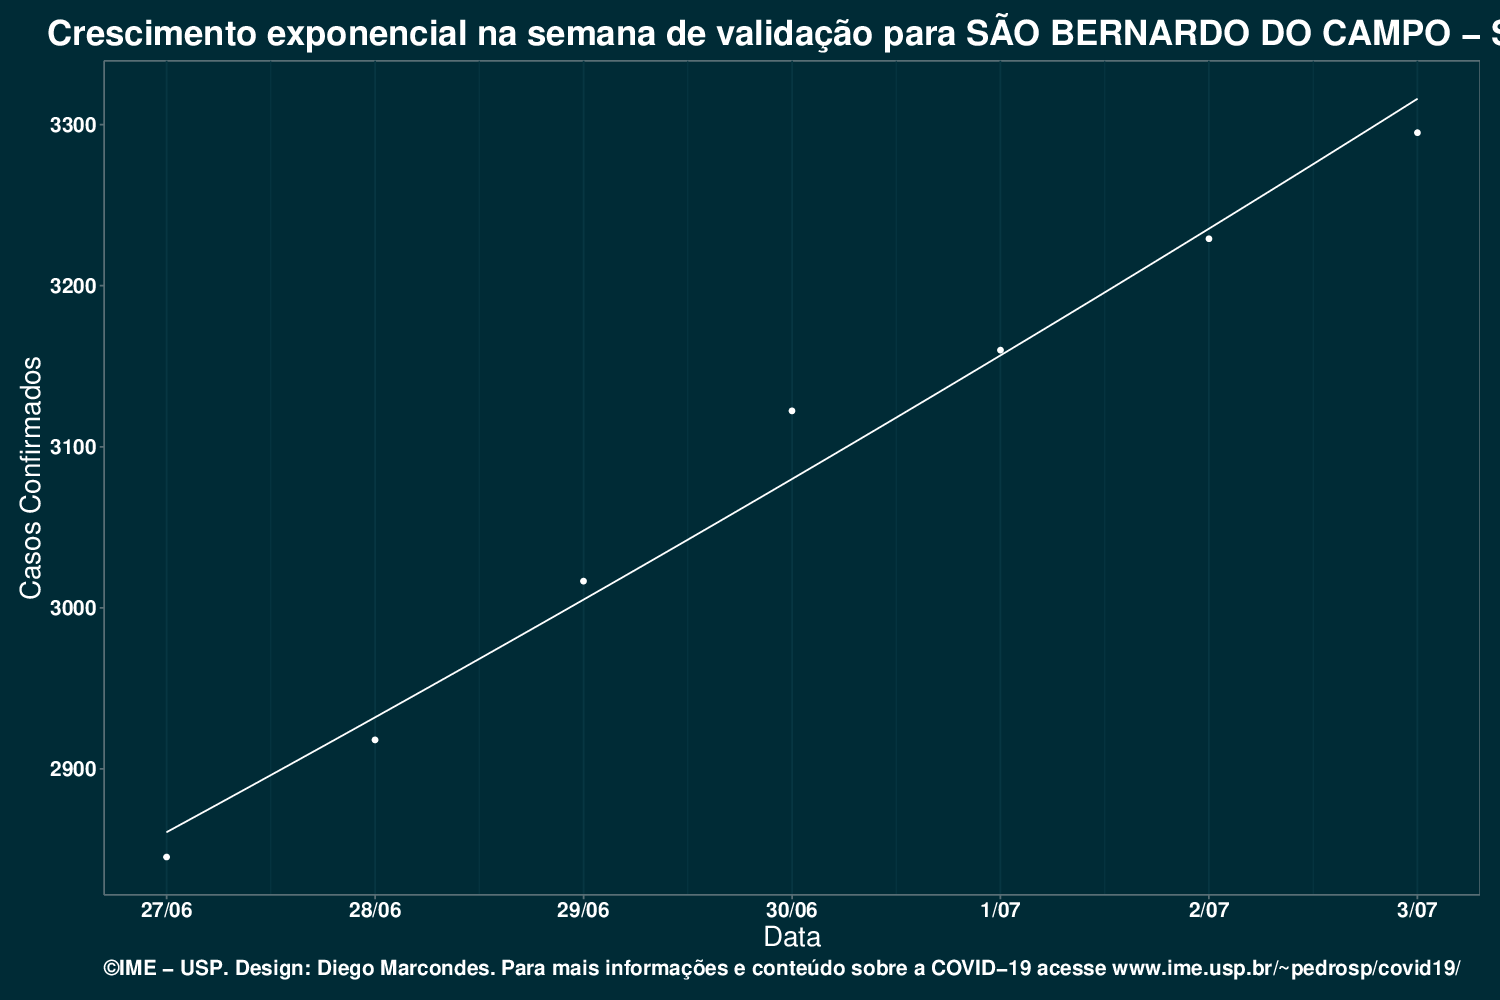 Crescimento exponencial na semana de validação para SÃO BERNARDO DO CAMPO –
3300
3200
3100
3000
2900
Casos Confirmados
27/06 28/06 29/06 30/06 1/07 2/07 3/07
Data
©IME – USP. Design: Diego Marcondes. Para mais informações e conteúdo sobre a COVID–19 acesse www.ime.usp.br/~pedrosp/covid19/